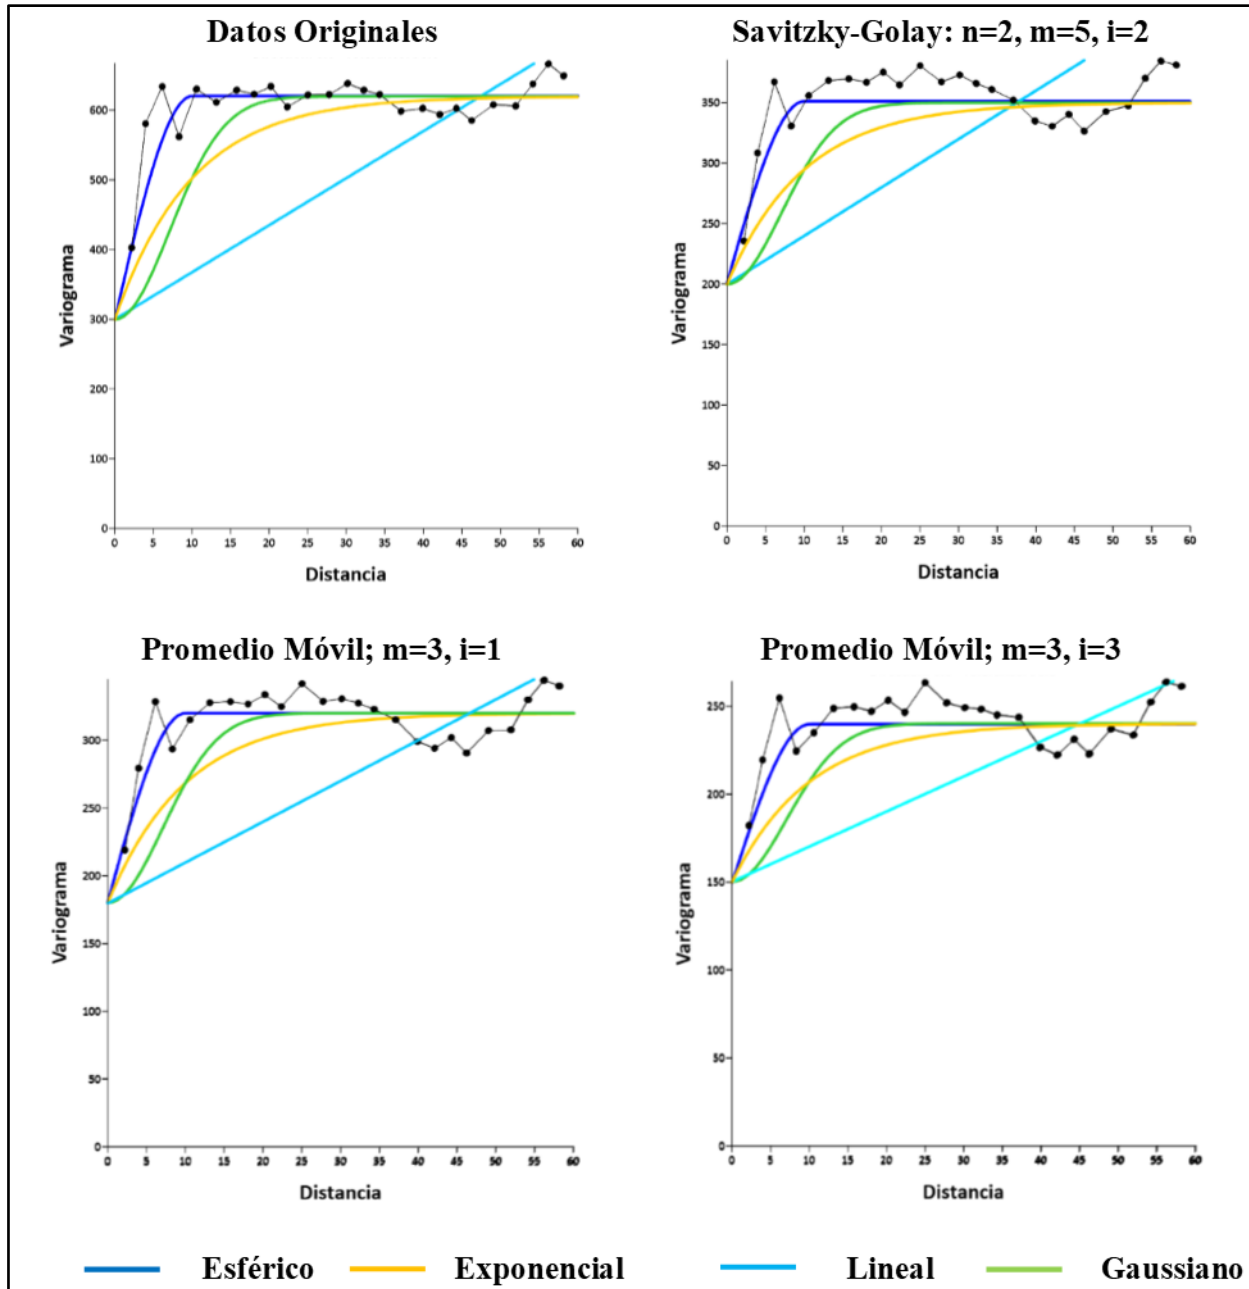 Datos Originales
Savitzky-Golay: n=2, m=5, i=2
600
500
400
300
200
100
0
Variograma
0 5 10 15 20 25 30 35 40 45 50 55 60
Distancia
350
300
250
200
150
100
50
0
Variograma
0 5 10 15 20 25 30 35 40 45 50 55 60
Distancia
Promedio Móvil; m=3, i=1
Promedio Móvil; m=3, i=3
300
250
200
150
100
50
0
Variograma
0 5 10 15 20 25 30 35 40 45 50 55 60
Distancia
250
200
150
100
50
0
Variograma
0 5 10 15 20 25 30 35 40 45 50 55 60
Distancia
Esférico Exponencial Lineal Gaussiano